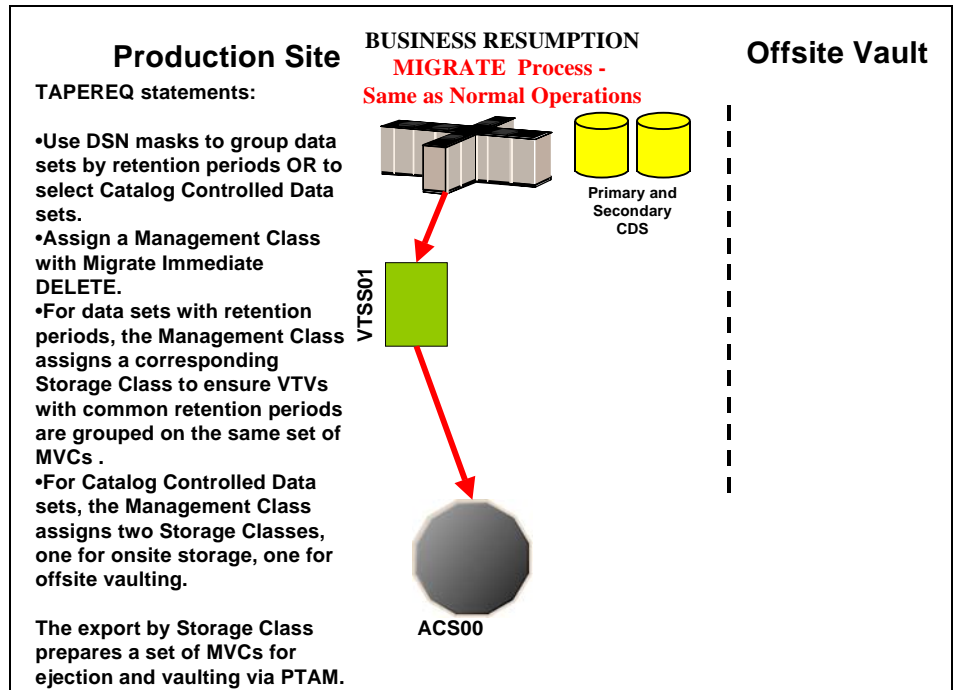 Production Site
BUSINESS RESUMPTION
MIGRATE Process -
Same as Normal Operations
Offsite Vault
TAPEREQ statements:
•Use DSN masks to group data
sets by retention periods OR to
select Catalog Controlled Data
sets.
•Assign a Management Class
with Migrate Immediate
DELETE.
•For data sets with retention
periods, the Management Class
assigns a corresponding
Storage Class to ensure VTVs
with common retention periods
are grouped on the same set of
MVCs .
•For Catalog Controlled Data
sets, the Management Class
assigns two Storage Classes,
one for onsite storage, one for
offsite vaulting.
The export by Storage Class
prepares a set of MVCs for
ejection and vaulting via PTAM.
Primary and
Secondary
CDS
VTSS01
ACS00